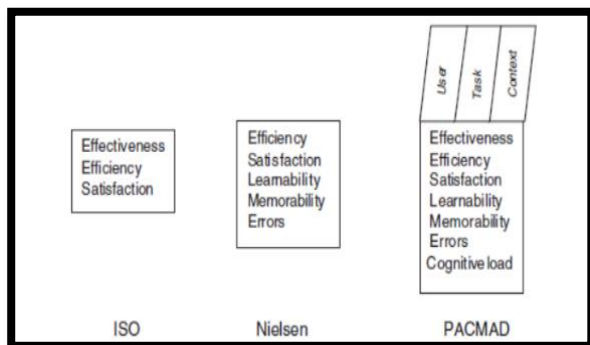 User
Task
Context
Effectiveness
Efficiency
Satisfaction
Efficiency
Satisfaction
Learnability
Memorability
Errors
Effectiveness
Efficiency
Satisfaction
Learnability
Memorability
Errors
Cognitive load
ISO
Nielsen
PACMAD